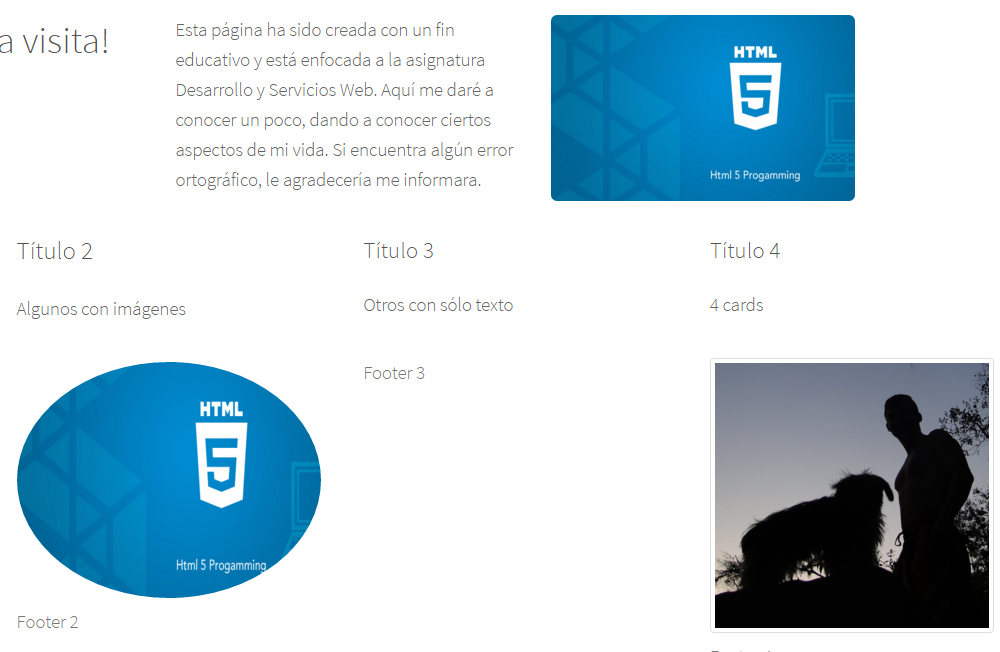 a visita!
Esta página ha sido creada con un fin
educativo y está enfocada a la asignatura
Desarrollo y Servicios Web. Aquí me daré a
conocer un poco, dando a conocer ciertos
aspectos de mi vida. Si encuentra algún error
ortográfico, le agradecería me informara.
HTML
5
Html 5 Progamming
Título 2
Algunos con imágenes
HTML
5
Html 5 Progamming
Footer 2
Título 3
Otros con sólo texto
Footer 3
Título 4
4 cards